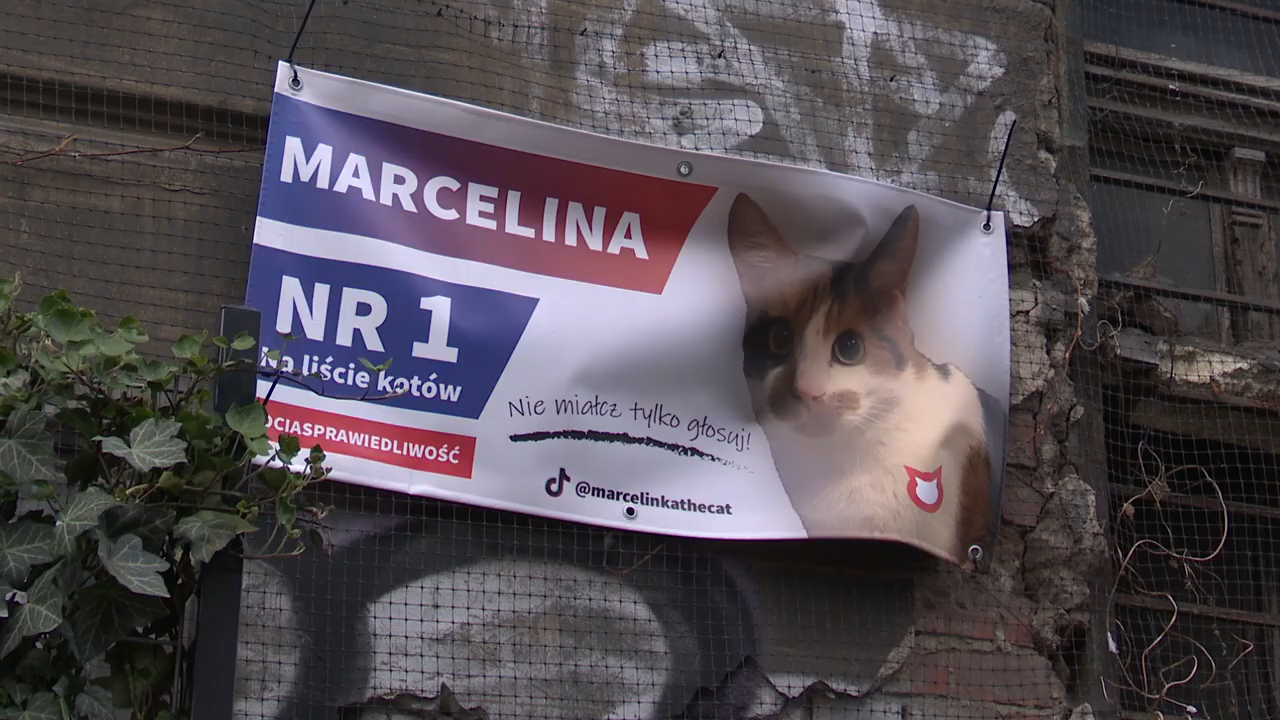 MARCELINA
NR 1
Na liście kotów
OCIASPRAWIEDLIWOŚĆ
Nie miałcz tylko głosuj!
@marcelinkathecat